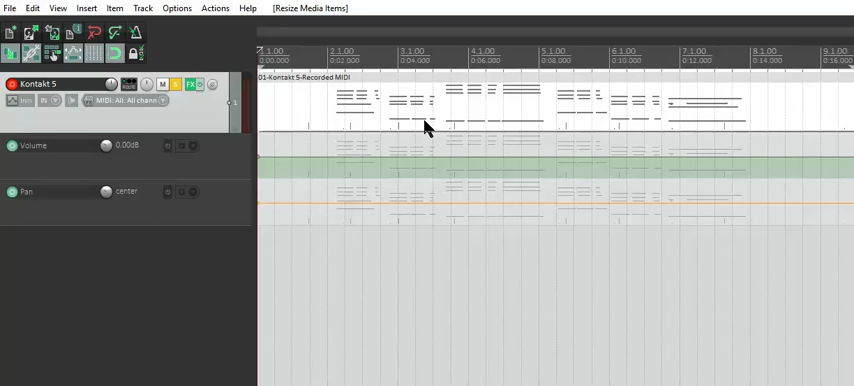 File Edit View Insert Item Track Options Actions Help [Resize Media Items]
1.1.00 2.1.00 3.1.00 4.1.00 5.1.00 6.1.00 7.1.00 8.1.00 9.1.00
0:00.000 0:02.000 0:04.000 0:06.000 0:08.000 0:10.000 0:12.000 0:14.000 0:16.000
01-Kontakt 5-Recorded MIDI
Kontakt 5 ROUTE M S FX
trim IN MIDI: All: All chann 1
Volume 0.00dB
Pan center